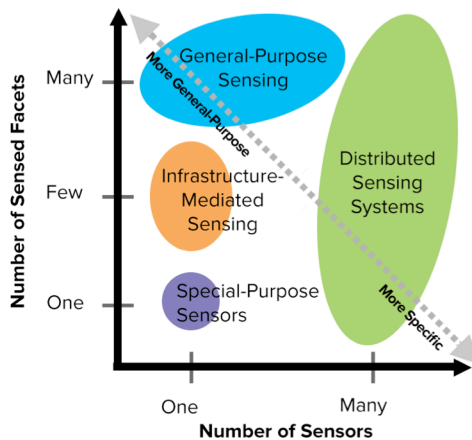 Number of Sensed Facets
Many
Few
One
General-Purpose
Sensing
More General-Purpose
Infrastructure-
Mediated
Sensing
Distributed
Sensing
Systems
Special-Purpose
Sensors
More Specific
One
Many
Number of Sensors